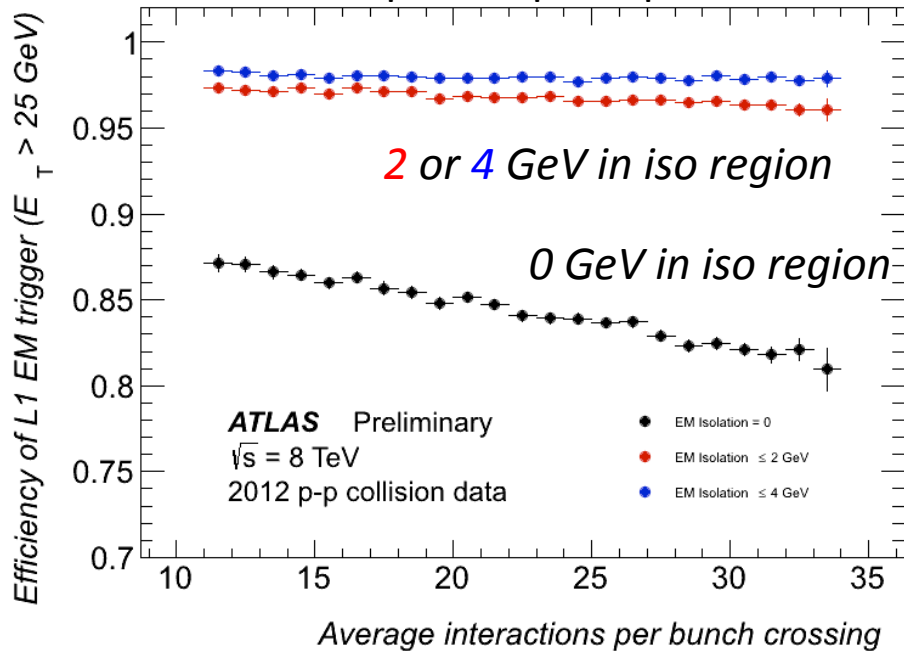 Efficiency of L1 EM trigger (E_T > 25 GeV)
1
0.95
0.9
0.85
0.8
0.75
0.7
2 or 4 GeV in iso region
0 GeV in iso region
ATLAS Preliminary
√s = 8 TeV
2012 p-p collision data
EM Isolation = 0
EM Isolation ≤ 2 GeV
EM Isolation ≤ 4 GeV
10 15 20 25 30 35
Average interactions per bunch crossing